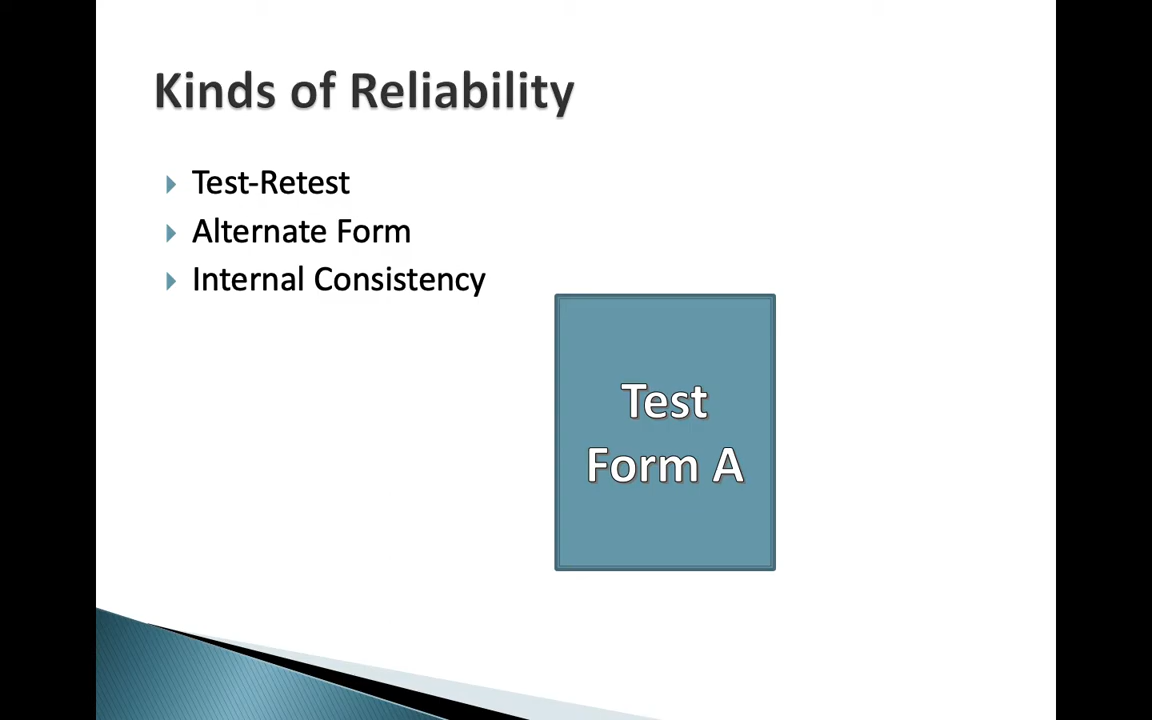 Kinds of Reliability
Test-Retest
Alternate Form
Internal Consistency
Test
Form A